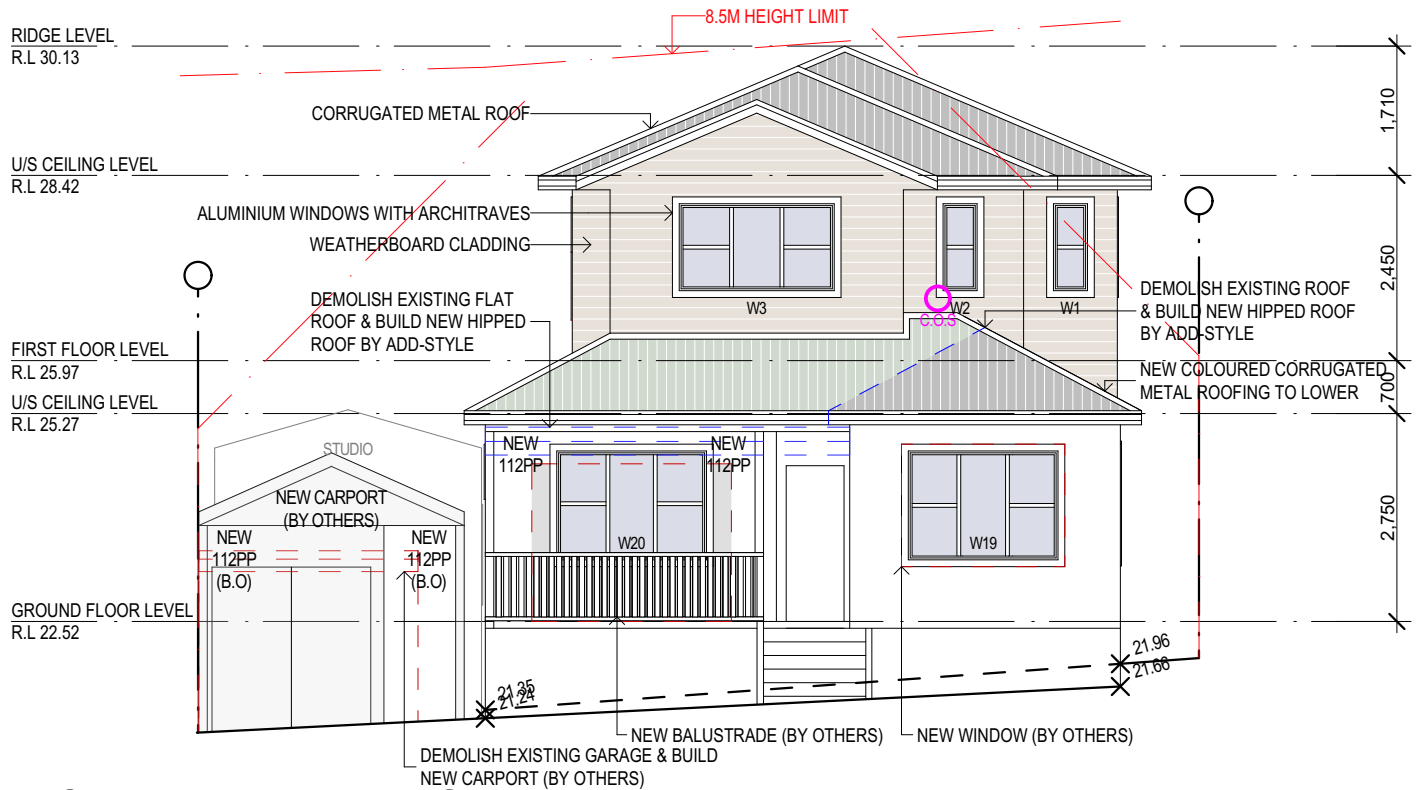 8.5M HEIGHT LIMIT
RIDGE LEVEL
R.L 30.13
CORRUGATED METAL ROOF
1,710
U/S CEILING LEVEL
R.L 28.42
ALUMINIUM WINDOWS WITH ARCHITRAVES
WEATHERBOARD CLADDING
2,450
W3
W2
W1
C.O.S
DEMOLISH EXISTING FLAT
ROOF & BUILD NEW HIPPED
ROOF BY ADD-STYLE
DEMOLISH EXISTING ROOF
& BUILD NEW HIPPED ROOF
BY ADD-STYLE
FIRST FLOOR LEVEL
R.L 25.97
NEW COLOURED CORRUGATED
METAL ROOFING TO LOWER
700
U/S CEILING LEVEL
R.L 25.27
STUDIO
NEW
112PP
NEW
112PP
NEW CARPORT
(BY OTHERS)
NEW
112PP
(B.O)
NEW
112PP
(B.O)
W20
W19
2,750
GROUND FLOOR LEVEL
R.L 22.52
21.96
21.68
21.35
21.24
NEW BALUSTRADE (BY OTHERS)
NEW WINDOW (BY OTHERS)
DEMOLISH EXISTING GARAGE & BUILD
NEW CARPORT (BY OTHERS)